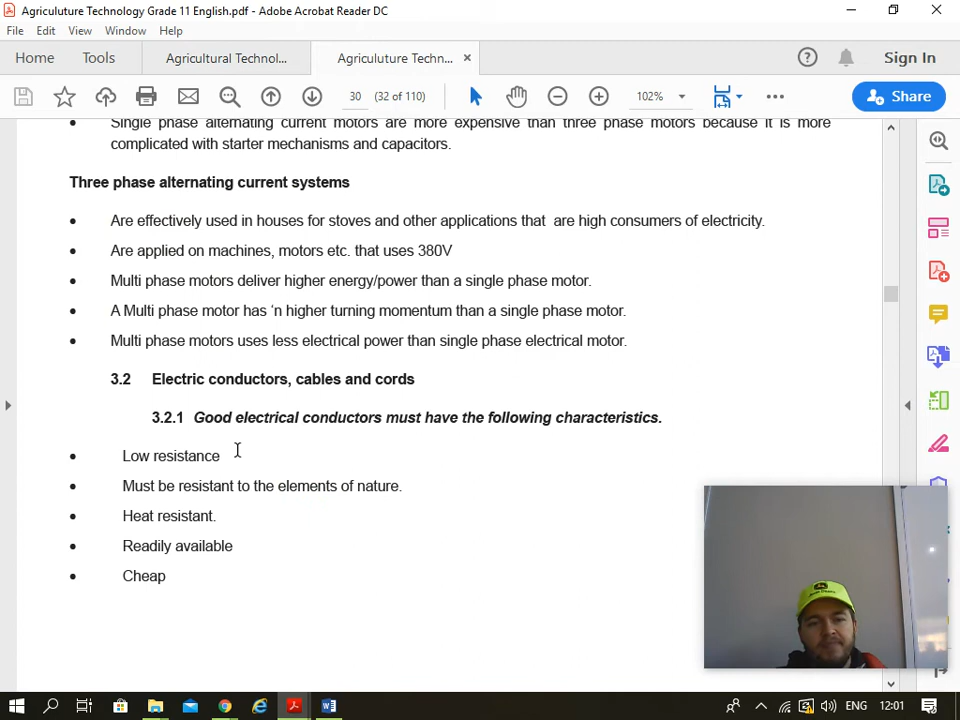 Agriculuture Technology Grade 11 English.pdf - Adobe Acrobat Reader DC
File Edit View Window Help
Home Tools Agricultural Technol... Agriculuture Techn... × Sign In
30 (32 of 110) 102% Share
Single phase alternating current motors are more expensive than three phase motors because it is more
complicated with starter mechanisms and capacitors.
Three phase alternating current systems
• Are effectively used in houses for stoves and other applications that are high consumers of electricity.
• Are applied on machines, motors etc. that uses 380V
• Multi phase motors deliver higher energy/power than a single phase motor.
• A Multi phase motor has ‘n higher turning momentum than a single phase motor.
• Multi phase motors uses less electrical power than single phase electrical motor.
3.2 Electric conductors, cables and cords
3.2.1 Good electrical conductors must have the following characteristics.
• Low resistance
• Must be resistant to the elements of nature.
• Heat resistant.
• Readily available
• Cheap
ENG 12:01